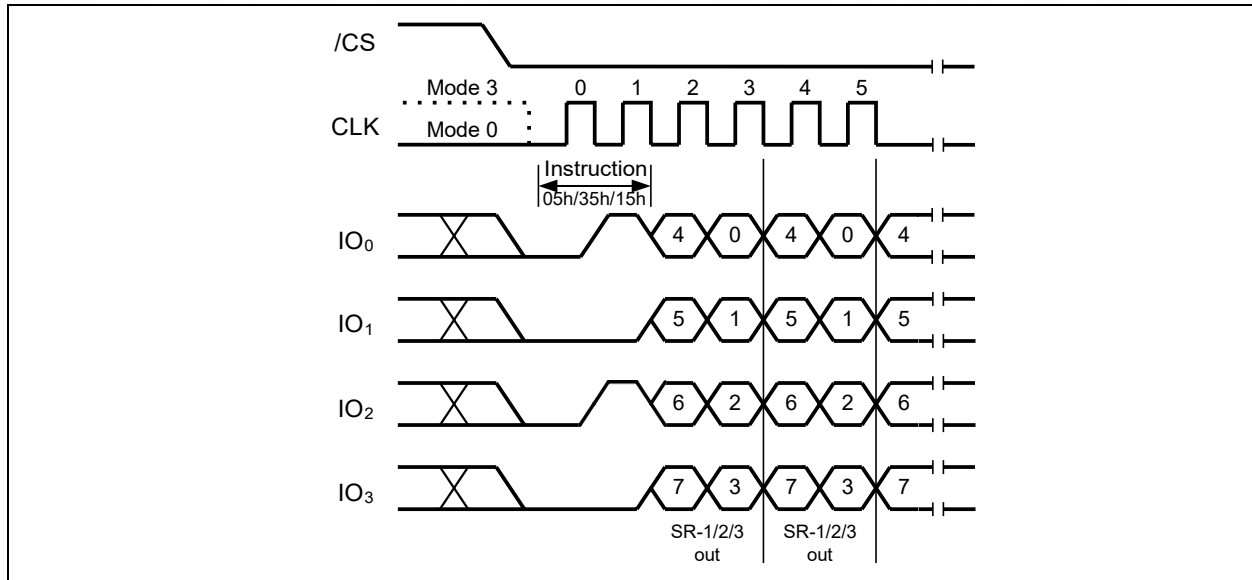 /CS
Mode 3 0 1 2 3 4 5
CLK Mode 0
Instruction
05h/35h/15h
IO₀ 4 0 4 0 4
IO₁ 5 1 5 1 5
IO₂ 6 2 6 2 6
IO₃ 7 3 7 3 7
SR-1/2/3 SR-1/2/3
out out